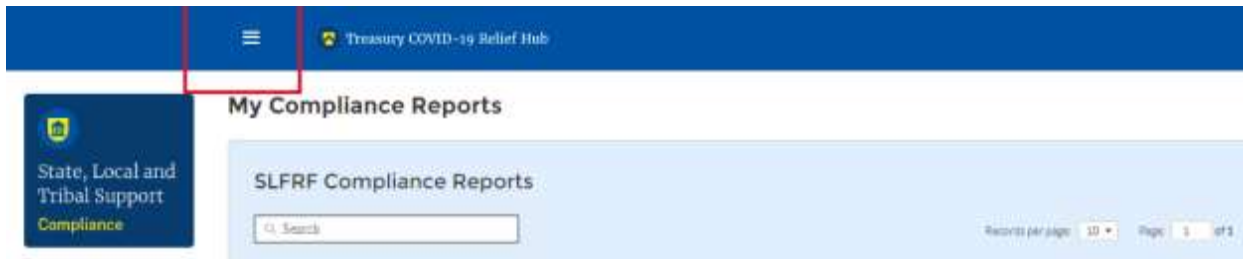 Treasury COVID-19 Relief Hub
My Compliance Reports
State, Local and
Tribal Support
Compliance
SLFRF Compliance Reports
Search
Records per page: 10 Page: 1 of 1